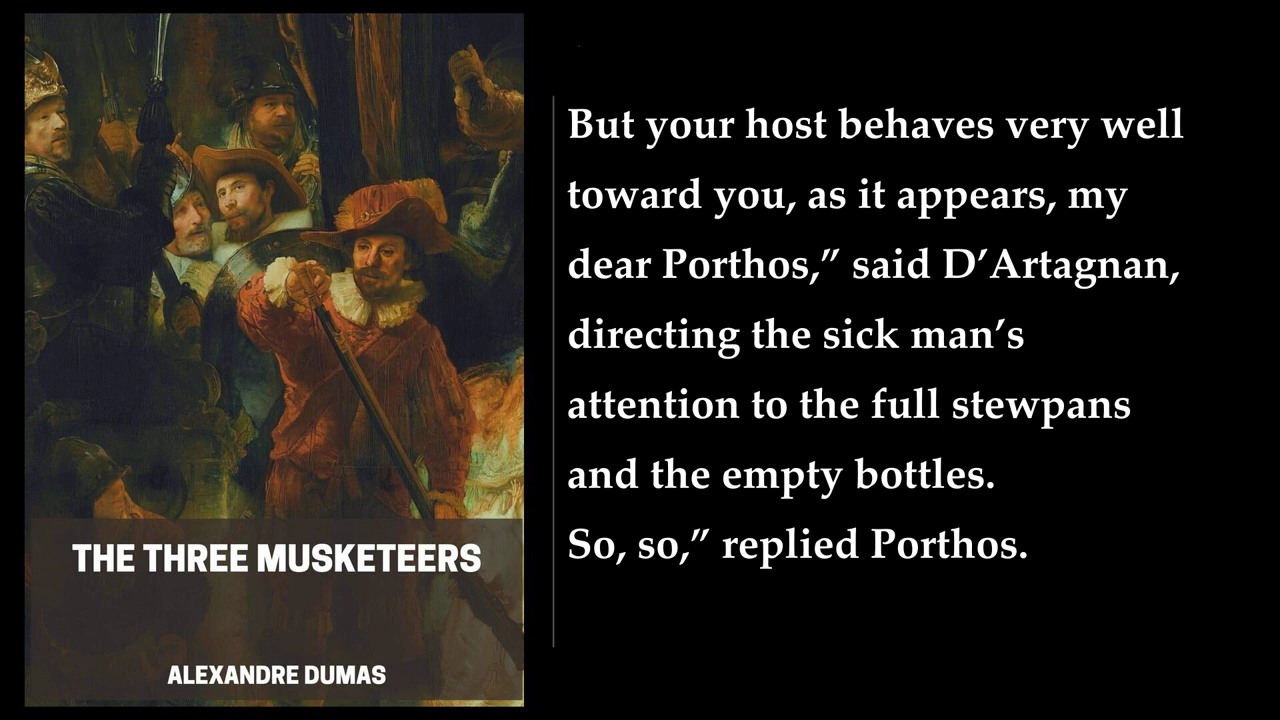 THE THREE MUSKETEERS
ALEXANDRE DUMAS
But your host behaves very well
toward you, as it appears, my
dear Porthos,” said D’Artagnan,
directing the sick man’s
attention to the full stewpans
and the empty bottles.
So, so,” replied Porthos.